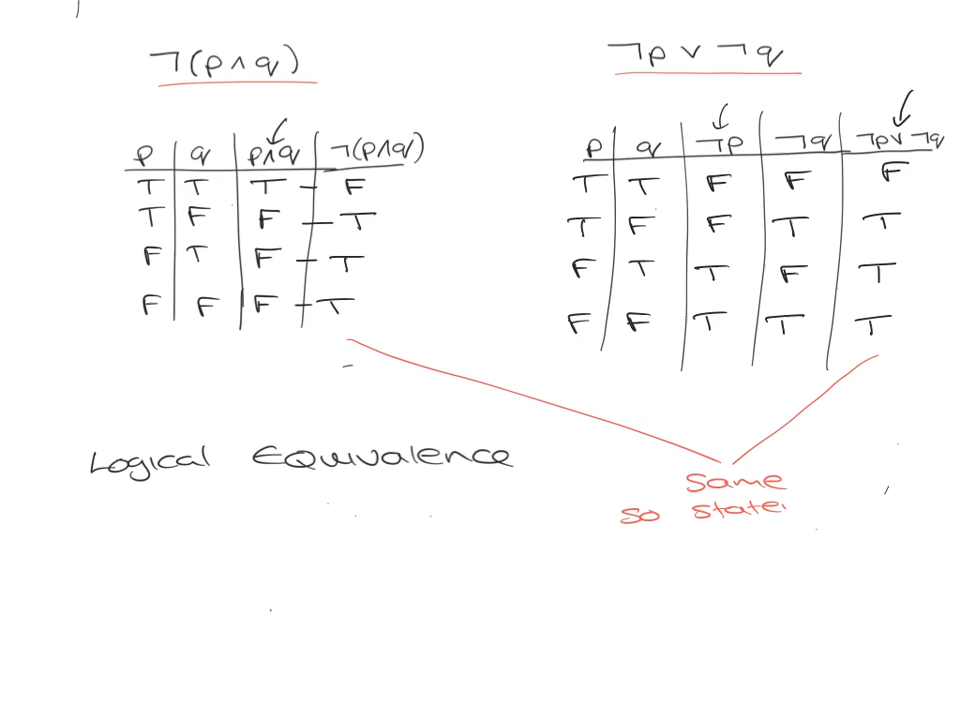 ¬(p∧q)
p q p∧q ¬(p∧q)
T T T F
T F F T
F T F T
F F F T
¬p ∨ ¬q
p q ¬p ¬q ¬p∨¬q
T T F F F
T F F T T
F T T F T
F F T T T
Logical Equivalence
Same
so state.